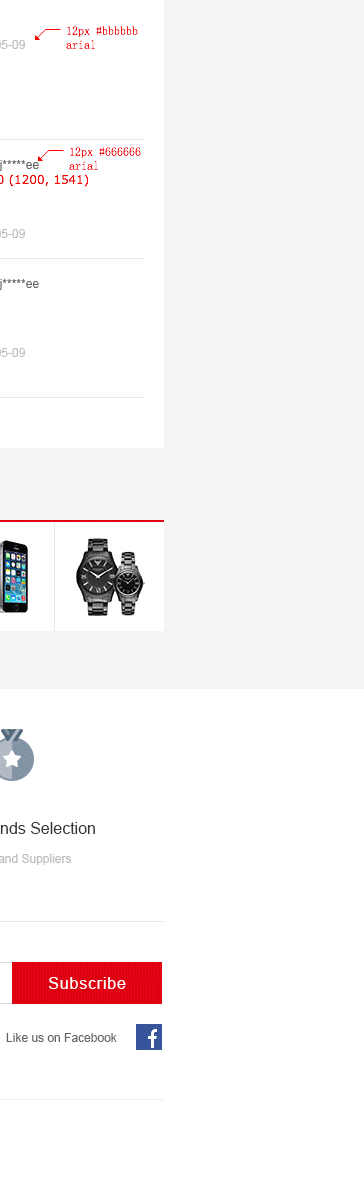 12px #bbbbbb
05-09
arial
12px #666666
j*****ee
arial
0 (1200, 1541)
05-09
j*****ee
05-09
nds Selection
and Suppliers
Subscribe
Like us on Facebook